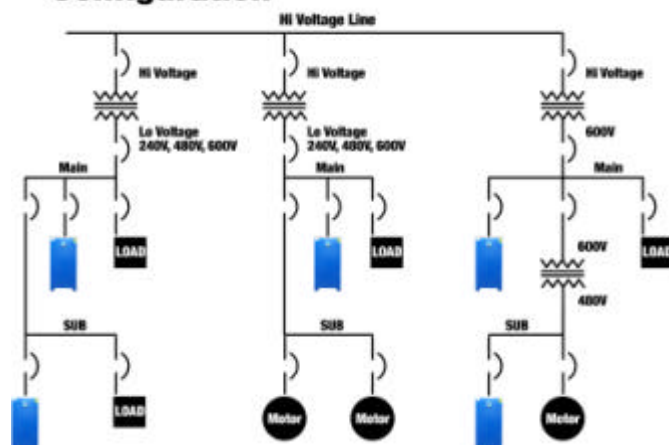 Configuration
Hi Voltage Line
Hi Voltage
Hi Voltage
Hi Voltage
Lo Voltage
240V, 480V, 600V
Lo Voltage
240V, 480V, 600V
600V
Main
Main
Main
LOAD
LOAD
600V
LOAD
480V
SUB
SUB
SUB
LOAD
Motor
Motor
Motor